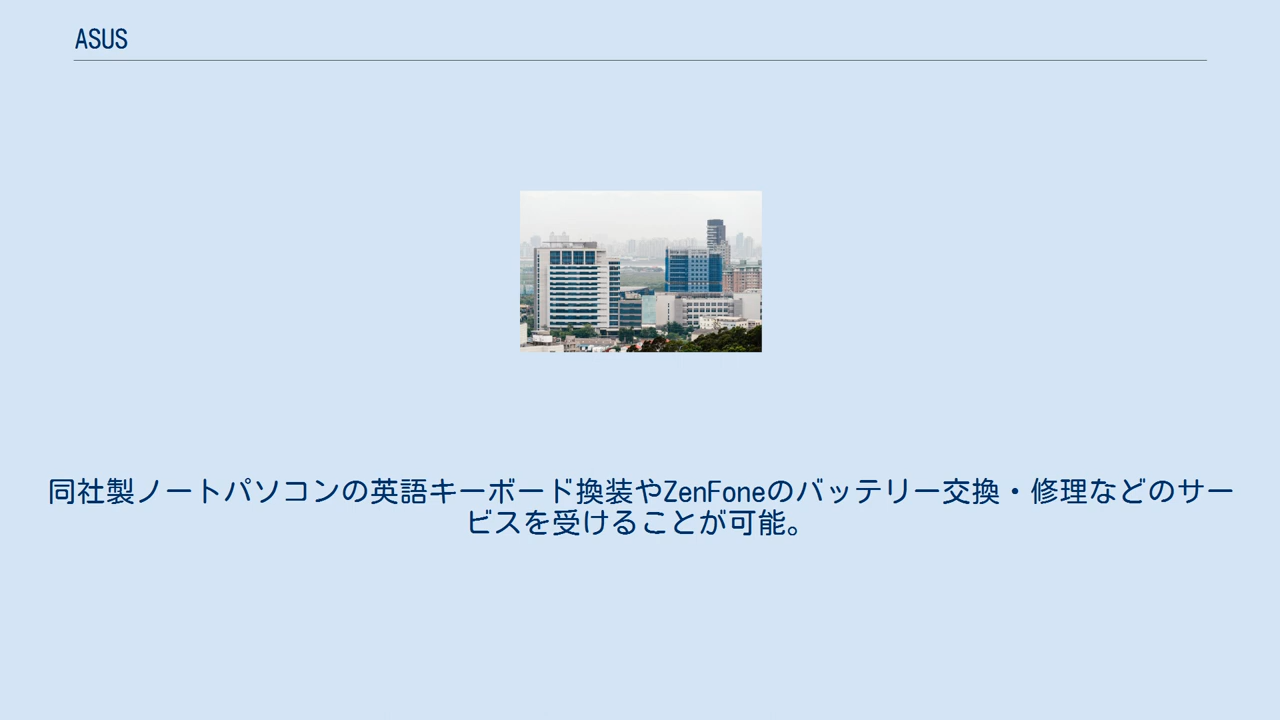 ASUS
同社製ノートパソコンの英語キーボード換装やZenFoneのバッテリー交換・修理などのサー
ビスを受けることが可能。